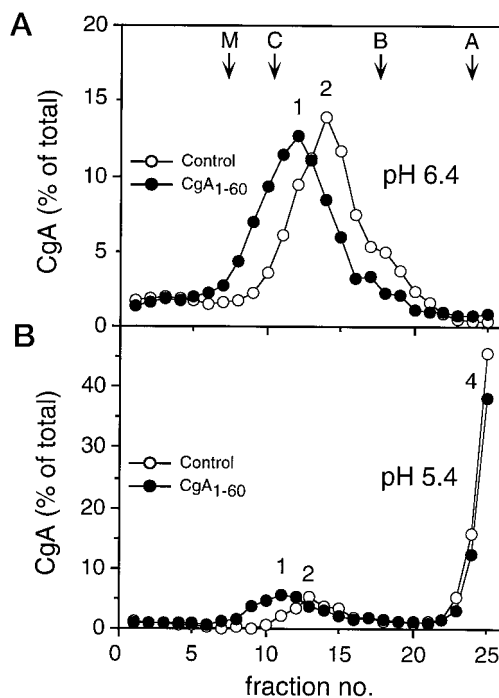 A
M C B A
20
15
10
5
0
CgA (% of total)
1 2
Control
CgA1-60
pH 6.4
B
40
30
20
10
0
CgA (% of total)
4
Control
CgA1-60
pH 5.4
1 2
0 5 10 15 20 25
fraction no.